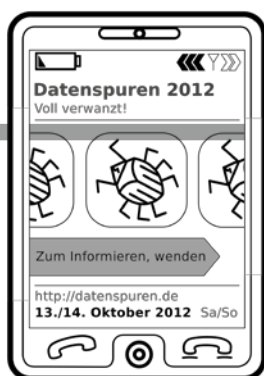 Datenspuren 2012
Voll verwanzt!
Zum Informieren, wenden
http://datenspuren.de
13./14. Oktober 2012 Sa/So